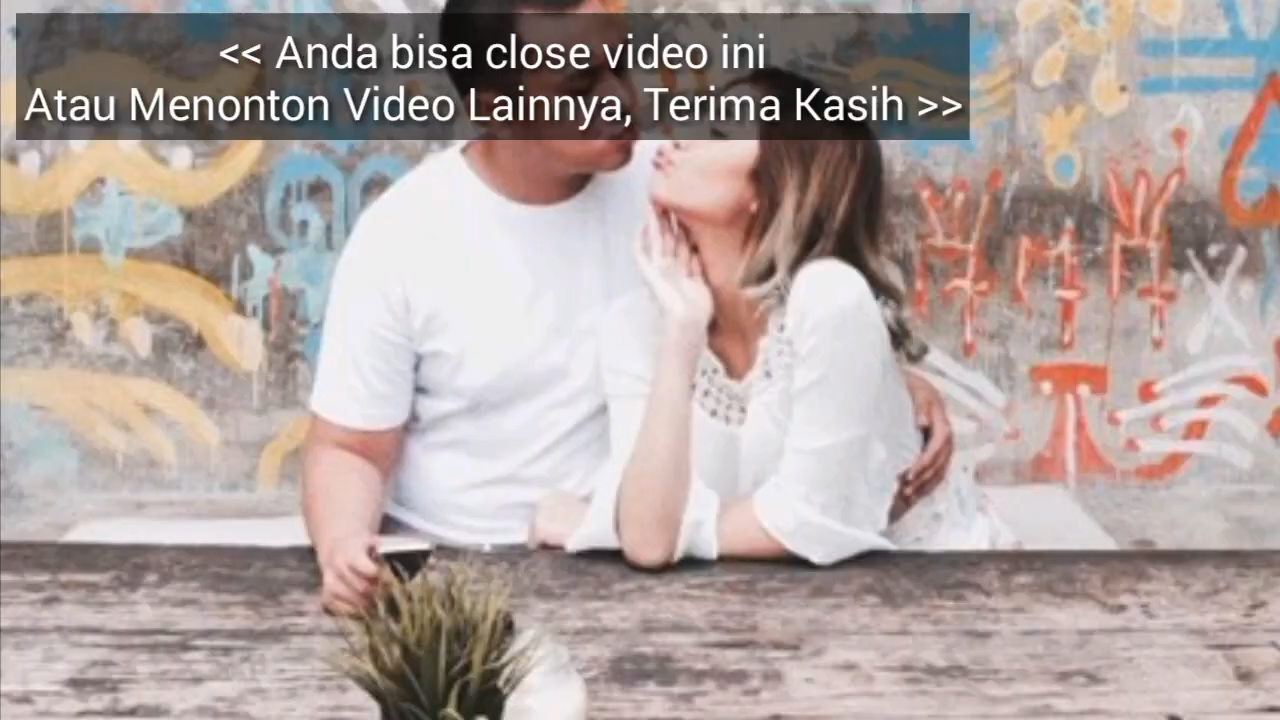 << Anda bisa close video ini
Atau Menonton Video Lainnya, Terima Kasih >>